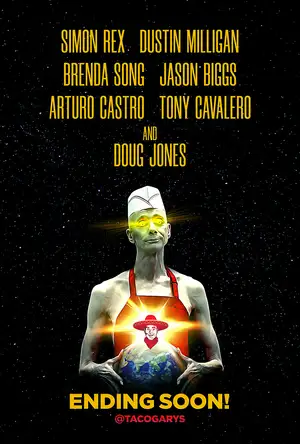 SIMON REX DUSTIN MILLIGAN
BRENDA SONG JASON BIGGS
ARTURO CASTRO TONY CAVALERO
AND
DOUG JONES
ENDING SOON!
@TACOGARYS